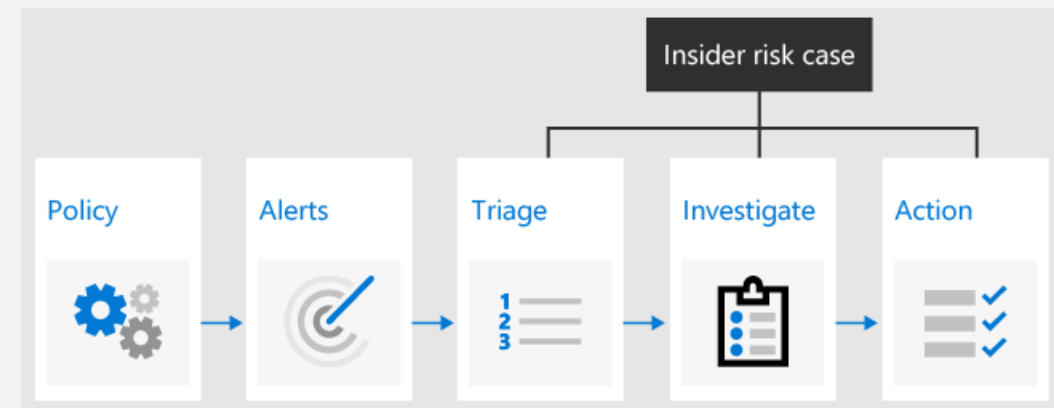 Insider risk case
Policy
Alerts
Triage
Investigate
Action
1
2
3